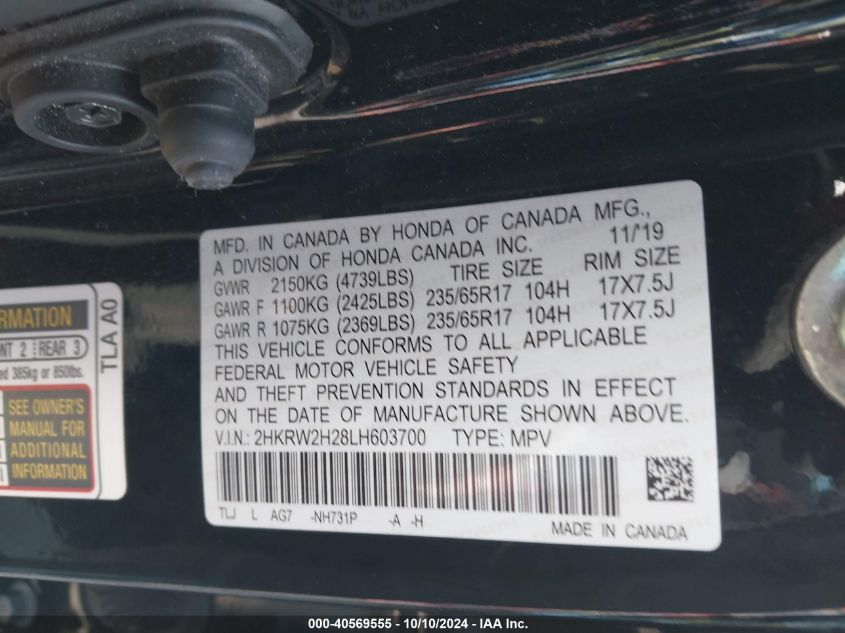 MFD. IN CANADA BY HONDA OF CANADA MFG.,
A DIVISION OF HONDA CANADA INC. 11/'19
GVWR 2150KG (4739LBS) TIRE SIZE RIM SIZE
GAWR F 1100KG (2425LBS) 235/65R17 104H 17X7.5J
GAWR R 1075KG (2369LBS) 235/65R17 104H 17X7.5J
THIS VEHICLE CONFORMS TO ALL APPLICABLE
FEDERAL MOTOR VEHICLE SAFETY
AND THEFT PREVENTION STANDARDS IN EFFECT
ON THE DATE OF MANUFACTURE SHOWN ABOVE.
V.I.N.: 2HKRW2H28LH603700 TYPE: MPV
TLJ L AG7 -NH731P -A -H
MADE IN CANADA
TLA A0
2 REAR 3
385kg or 850lbs.
SEE OWNER'S
MANUAL FOR
ADDITIONAL
INFORMATION
000-40569555 - 10/10/2024 - IAA Inc.